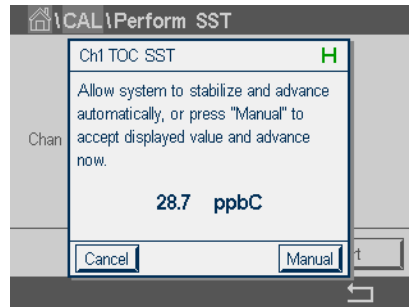 \CAL\Perform SST
Ch1 TOC SST H
Allow system to stabilize and advance
automatically, or press "Manual" to
Chan accept displayed value and advance
now.
28.7 ppbC
Cancel Manual